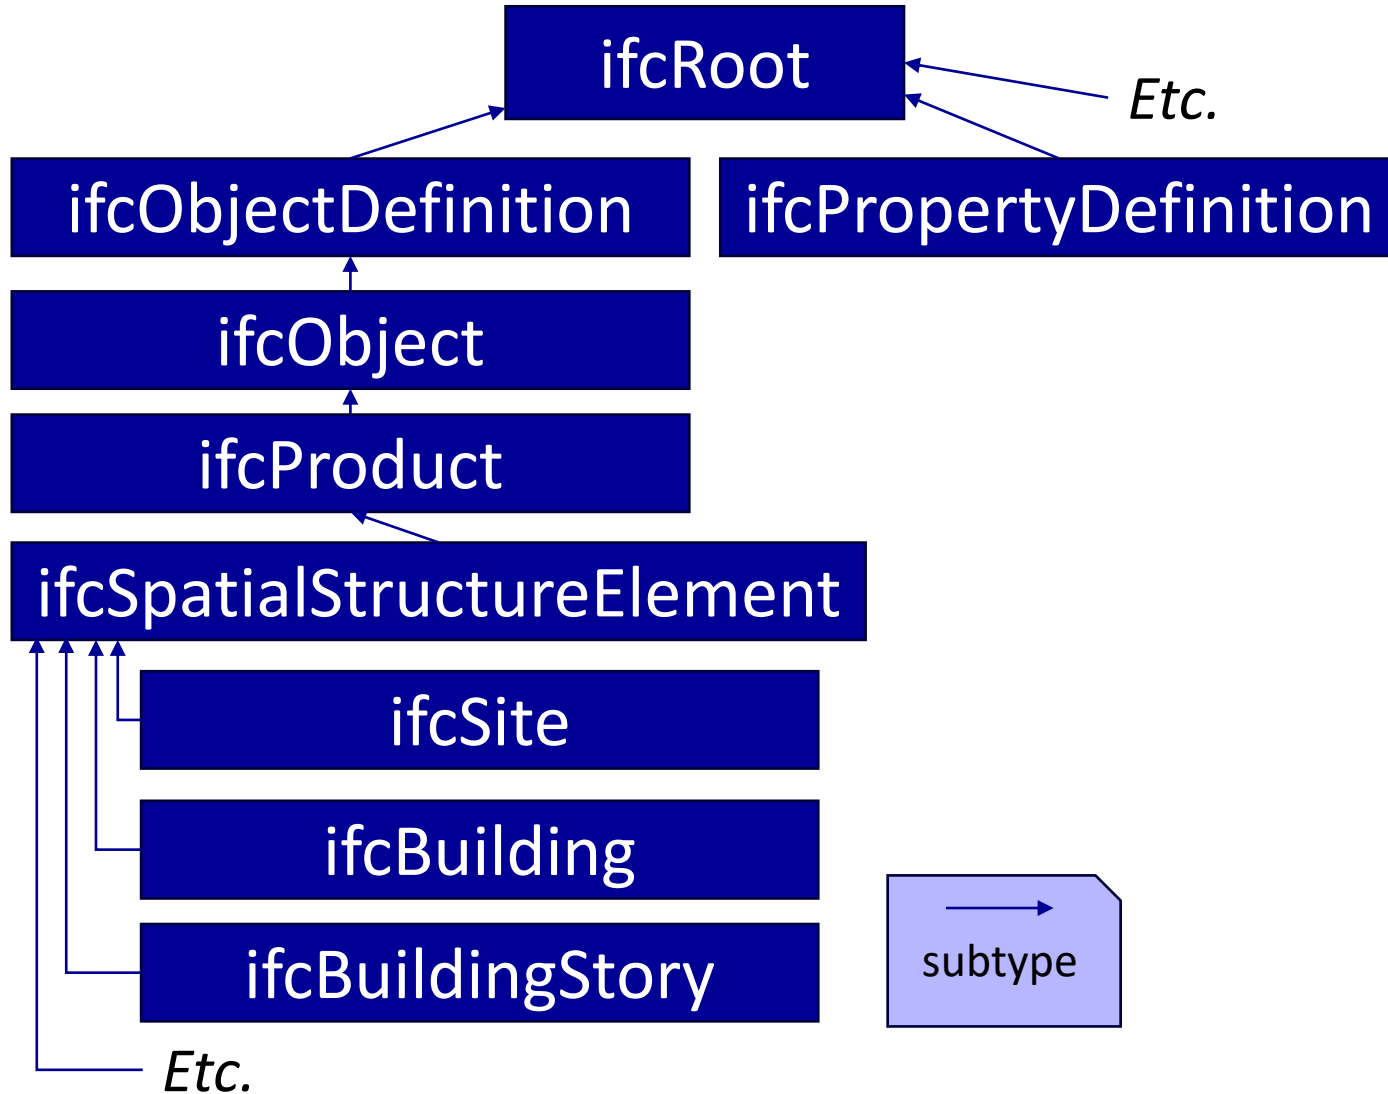 ifcRoot
Etc.
ifcObjectDefinition
ifcPropertyDefinition
ifcObject
ifcProduct
ifcSpatialStructureElement
ifcSite
ifcBuilding
ifcBuildingStory
subtype
Etc.